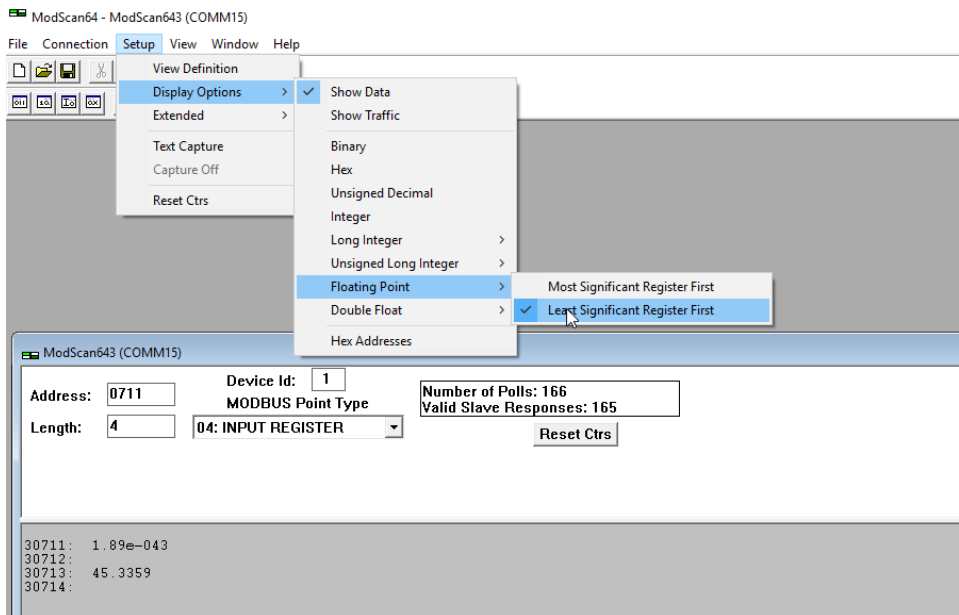 ModScan64 - ModScan643 (COMM15)
File Connection Setup View Window Help
View Definition
Display Options
Extended
Text Capture
Capture Off
Reset Ctrs
Show Data
Show Traffic
Binary
Hex
Unsigned Decimal
Integer
Long Integer
Unsigned Long Integer
Floating Point
Double Float
Hex Addresses
Most Significant Register First
Least Significant Register First
ModScan643 (COMM15)
Address: 0711
Length: 4
Device Id: 1
MODBUS Point Type
04: INPUT REGISTER
Number of Polls: 166
Valid Slave Responses: 165
Reset Ctrs
30711: 1.89e-043
30712:
30713: 45.3359
30714: